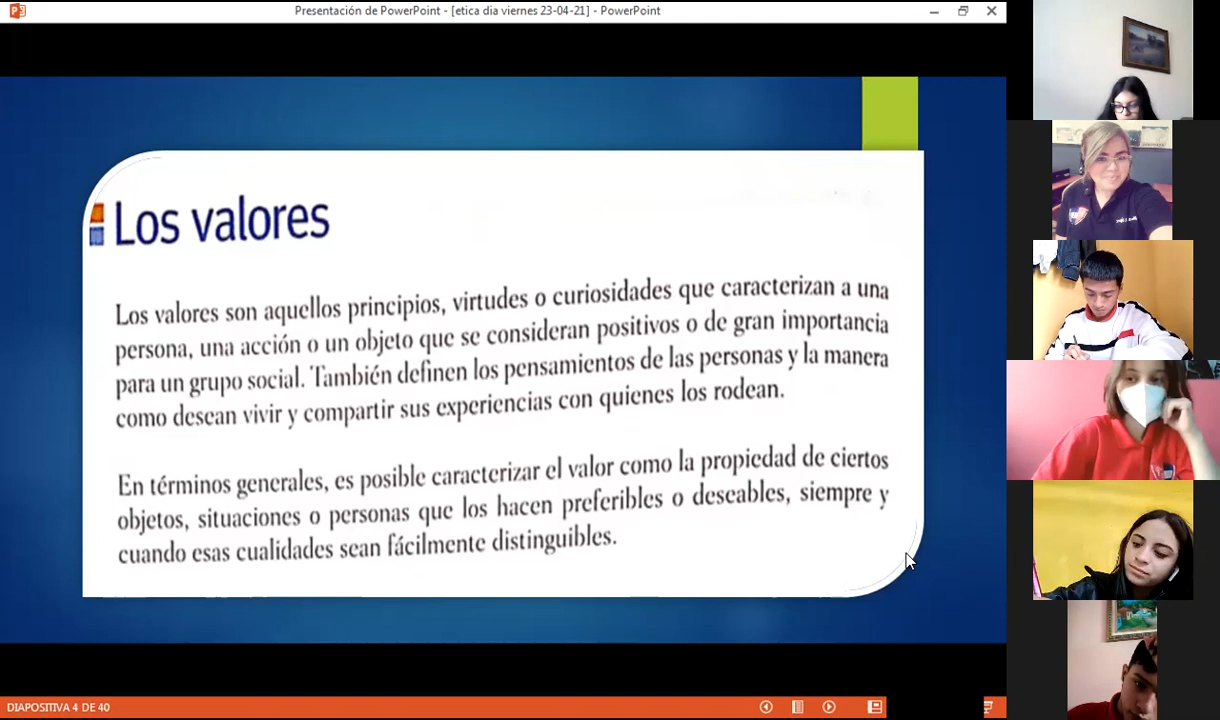 Presentación de PowerPoint - [etica dia viernes 23-04-21] - PowerPoint
Los valores
Los valores son aquellos principios, virtudes o curiosidades que caracterizan a una
persona, una acción o un objeto que se consideran positivos o de gran importancia
para un grupo social. También definen los pensamientos de las personas y la manera
como desean vivir y compartir sus experiencias con quienes los rodean.
En términos generales, es posible caracterizar el valor como la propiedad de ciertos
objetos, situaciones o personas que los hacen preferibles o deseables, siempre y
cuando esas cualidades sean fácilmente distinguibles.
DIAPOSITIVA 4 DE 40